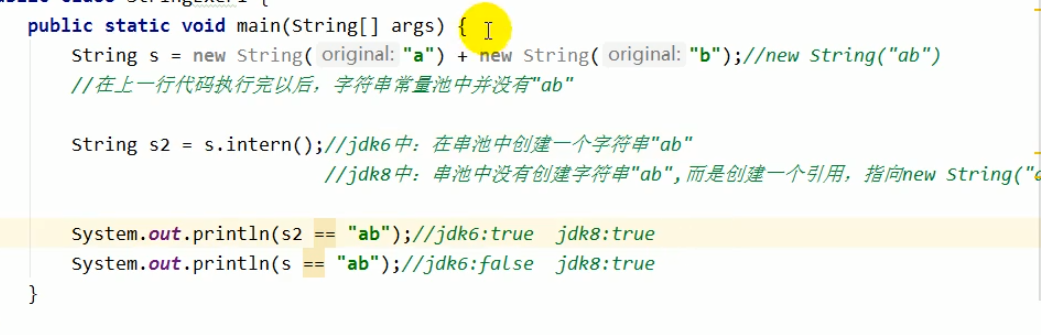 public static void main(String[] args) {
String s = new String( original: "a") + new String( original: "b");//new String("ab")
//在上一行代码执行完以后，字符串常量池中并没有"ab"
String s2 = s.intern();//jdk6中：在串池中创建一个字符串"ab"
//jdk8中：串池中没有创建字符串"ab",而是创建一个引用，指向new String("
System.out.println(s2 == "ab");//jdk6:true  jdk8:true
System.out.println(s == "ab");//jdk6:false  jdk8:true
}